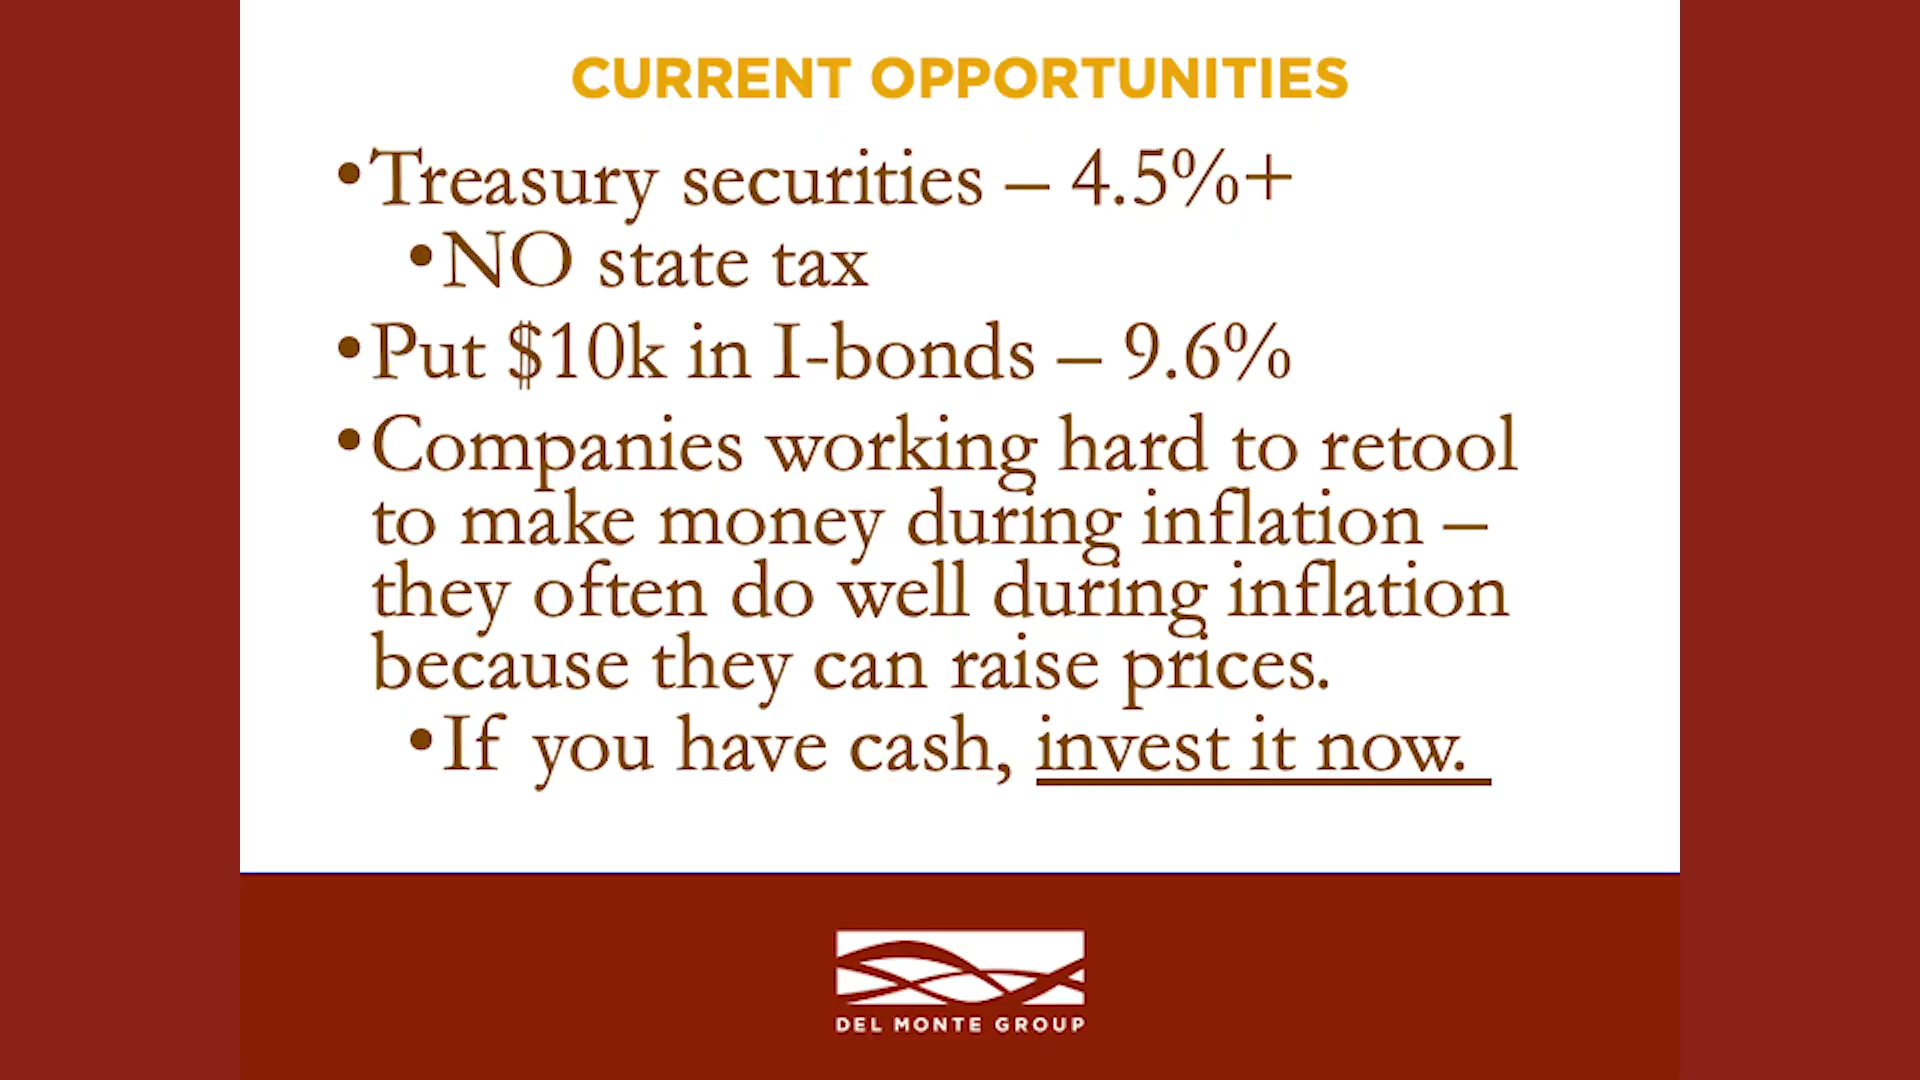 CURRENT OPPORTUNITIES
•Treasury securities – 4.5%+
•NO state tax
•Put $10k in I-bonds – 9.6%
•Companies working hard to retool
to make money during inflation –
they often do well during inflation
because they can raise prices.
•If you have cash, invest it now.
DEL MONTE GROUP